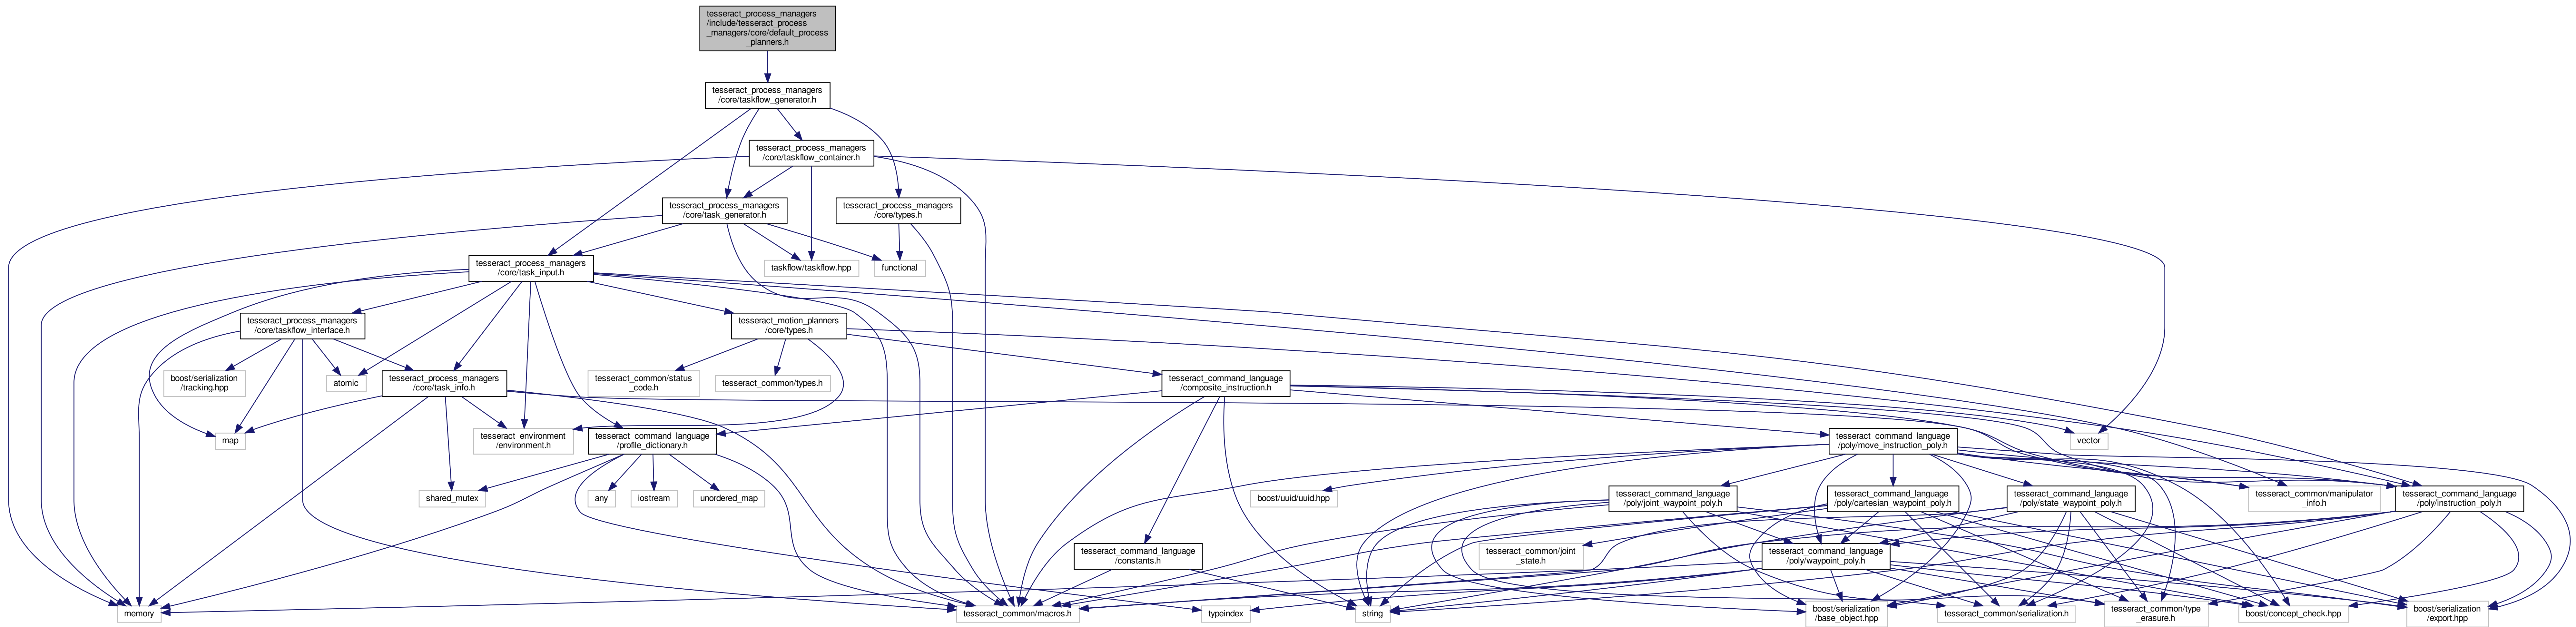 tesseract_process_managers
/include/tesseract_process
_managers/core/default_process
_planners.h
tesseract_process_managers
/core/taskflow_generator.h
tesseract_process_managers
/core/taskflow_container.h
tesseract_process_managers
/core/task_generator.h
tesseract_process_managers
/core/types.h
tesseract_process_managers
/core/task_input.h
taskflow/taskflow.hpp
functional
tesseract_process_managers
/core/taskflow_interface.h
tesseract_motion_planners
/core/types.h
boost/serialization
/tracking.hpp
atomic
tesseract_process_managers
/core/task_info.h
tesseract_common/status
_code.h
tesseract_common/types.h
tesseract_command_language
/composite_instruction.h
map
tesseract_environment
/environment.h
tesseract_command_language
/profile_dictionary.h
tesseract_command_language
/poly/move_instruction_poly.h
vector
shared_mutex
any
iostream
unordered_map
boost/uuid/uuid.hpp
tesseract_command_language
/poly/joint_waypoint_poly.h
tesseract_command_language
/poly/cartesian_waypoint_poly.h
tesseract_command_language
/poly/state_waypoint_poly.h
tesseract_common/manipulator
_info.h
tesseract_command_language
/poly/instruction_poly.h
tesseract_command_language
/constants.h
tesseract_common/joint
_state.h
tesseract_command_language
/poly/waypoint_poly.h
memory
tesseract_common/macros.h
typeindex
string
boost/serialization
/base_object.hpp
tesseract_common/serialization.h
tesseract_common/type
_erasure.h
boost/concept_check.hpp
boost/serialization
/export.hpp